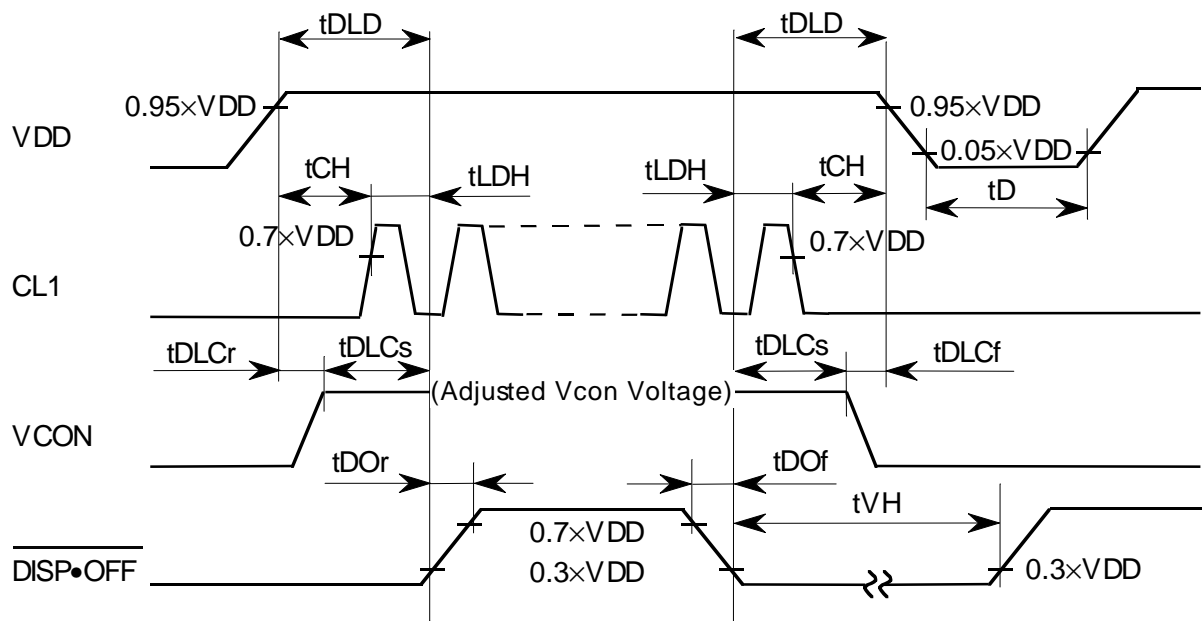 tDLD tDLD
0.95×VDD 0.95×VDD
VDD
0.05×VDD
tCH tLDH tLDH tCH
tD
0.7×VDD 0.7×VDD
CL1
tDLCr tDLCs tDLCs tDLCf
(Adjusted Vcon Voltage)
VCON
tDOr tDOf
tVH
0.7×VDD
DISP•OFF 0.3×VDD 0.3×VDD